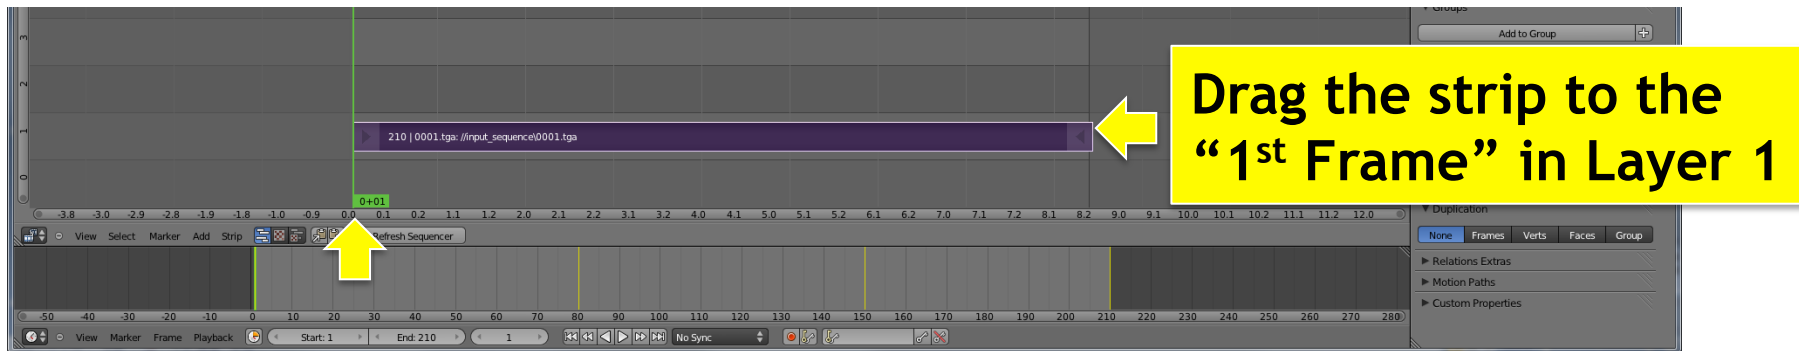 Groups
Add to Group
3
2
1
0
210 | 0001.tga: //input_sequence\0001.tga
Drag the strip to the
“1st Frame” in Layer 1
0+01
-3.8 -3.0 -2.9 -2.8 -1.9 -1.8 -1.0 -0.9 0.0 0.1 0.2 1.1 1.2 2.0 2.1 2.2 3.1 3.2 4.0 4.1 5.0 5.1 5.2 6.1 6.2 7.0 7.1 7.2 8.1 8.2 9.0 9.1 10.0 10.1 10.2 11.1 11.2 12.0
Duplication
View Select Marker Add Strip Refresh Sequencer
None Frames Verts Faces Group
Relations Extras
Motion Paths
Custom Properties
-50 -40 -30 -20 -10 0 10 20 30 40 50 60 70 80 90 100 110 120 130 140 150 160 170 180 190 200 210 220 230 240 250 260 270 280
View Marker Frame Playback Start: 1 End: 210 1 No Sync